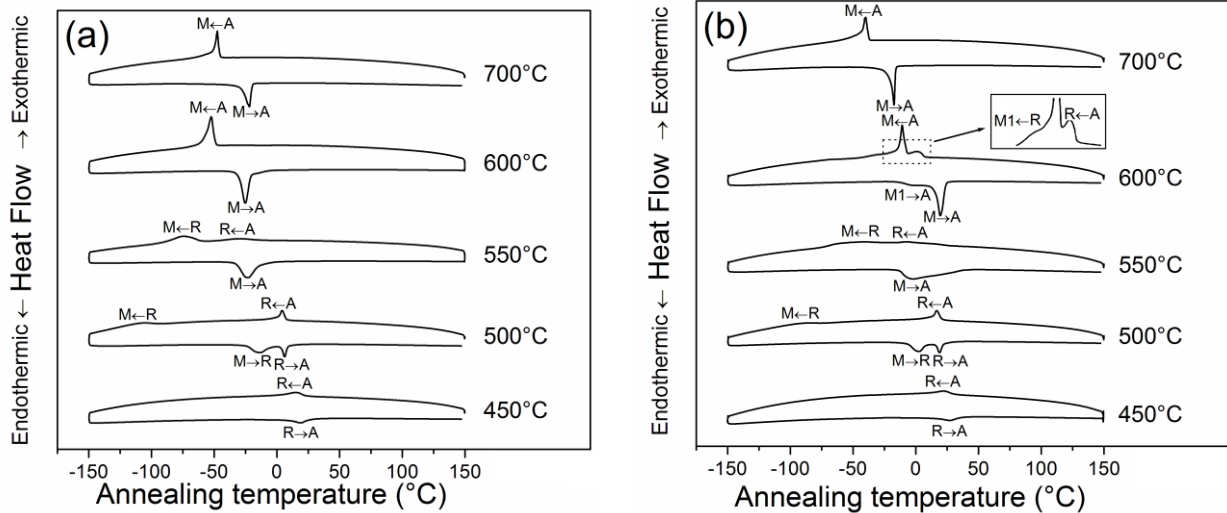 (a)
M←A
700°C
M→A
M←A
600°C
M→A
M←R R←A
550°C
M→A
R←A
M←R
500°C
M→R R→A
R←A
450°C
R→A
-150 -100 -50 0 50 100 150
Annealing temperature (°C)
Endothermic ← Heat Flow → Exothermic
(b)
M←A
700°C
M→A
M←A
M1←R R←A
600°C
M1→A
M→A
M←R R←A
550°C
M→A
R←A
M←R
500°C
M→R R→A
R←A
450°C
R→A
-150 -100 -50 0 50 100 150
Annealing temperature (°C)
Endothermic ← Heat Flow → Exothermic